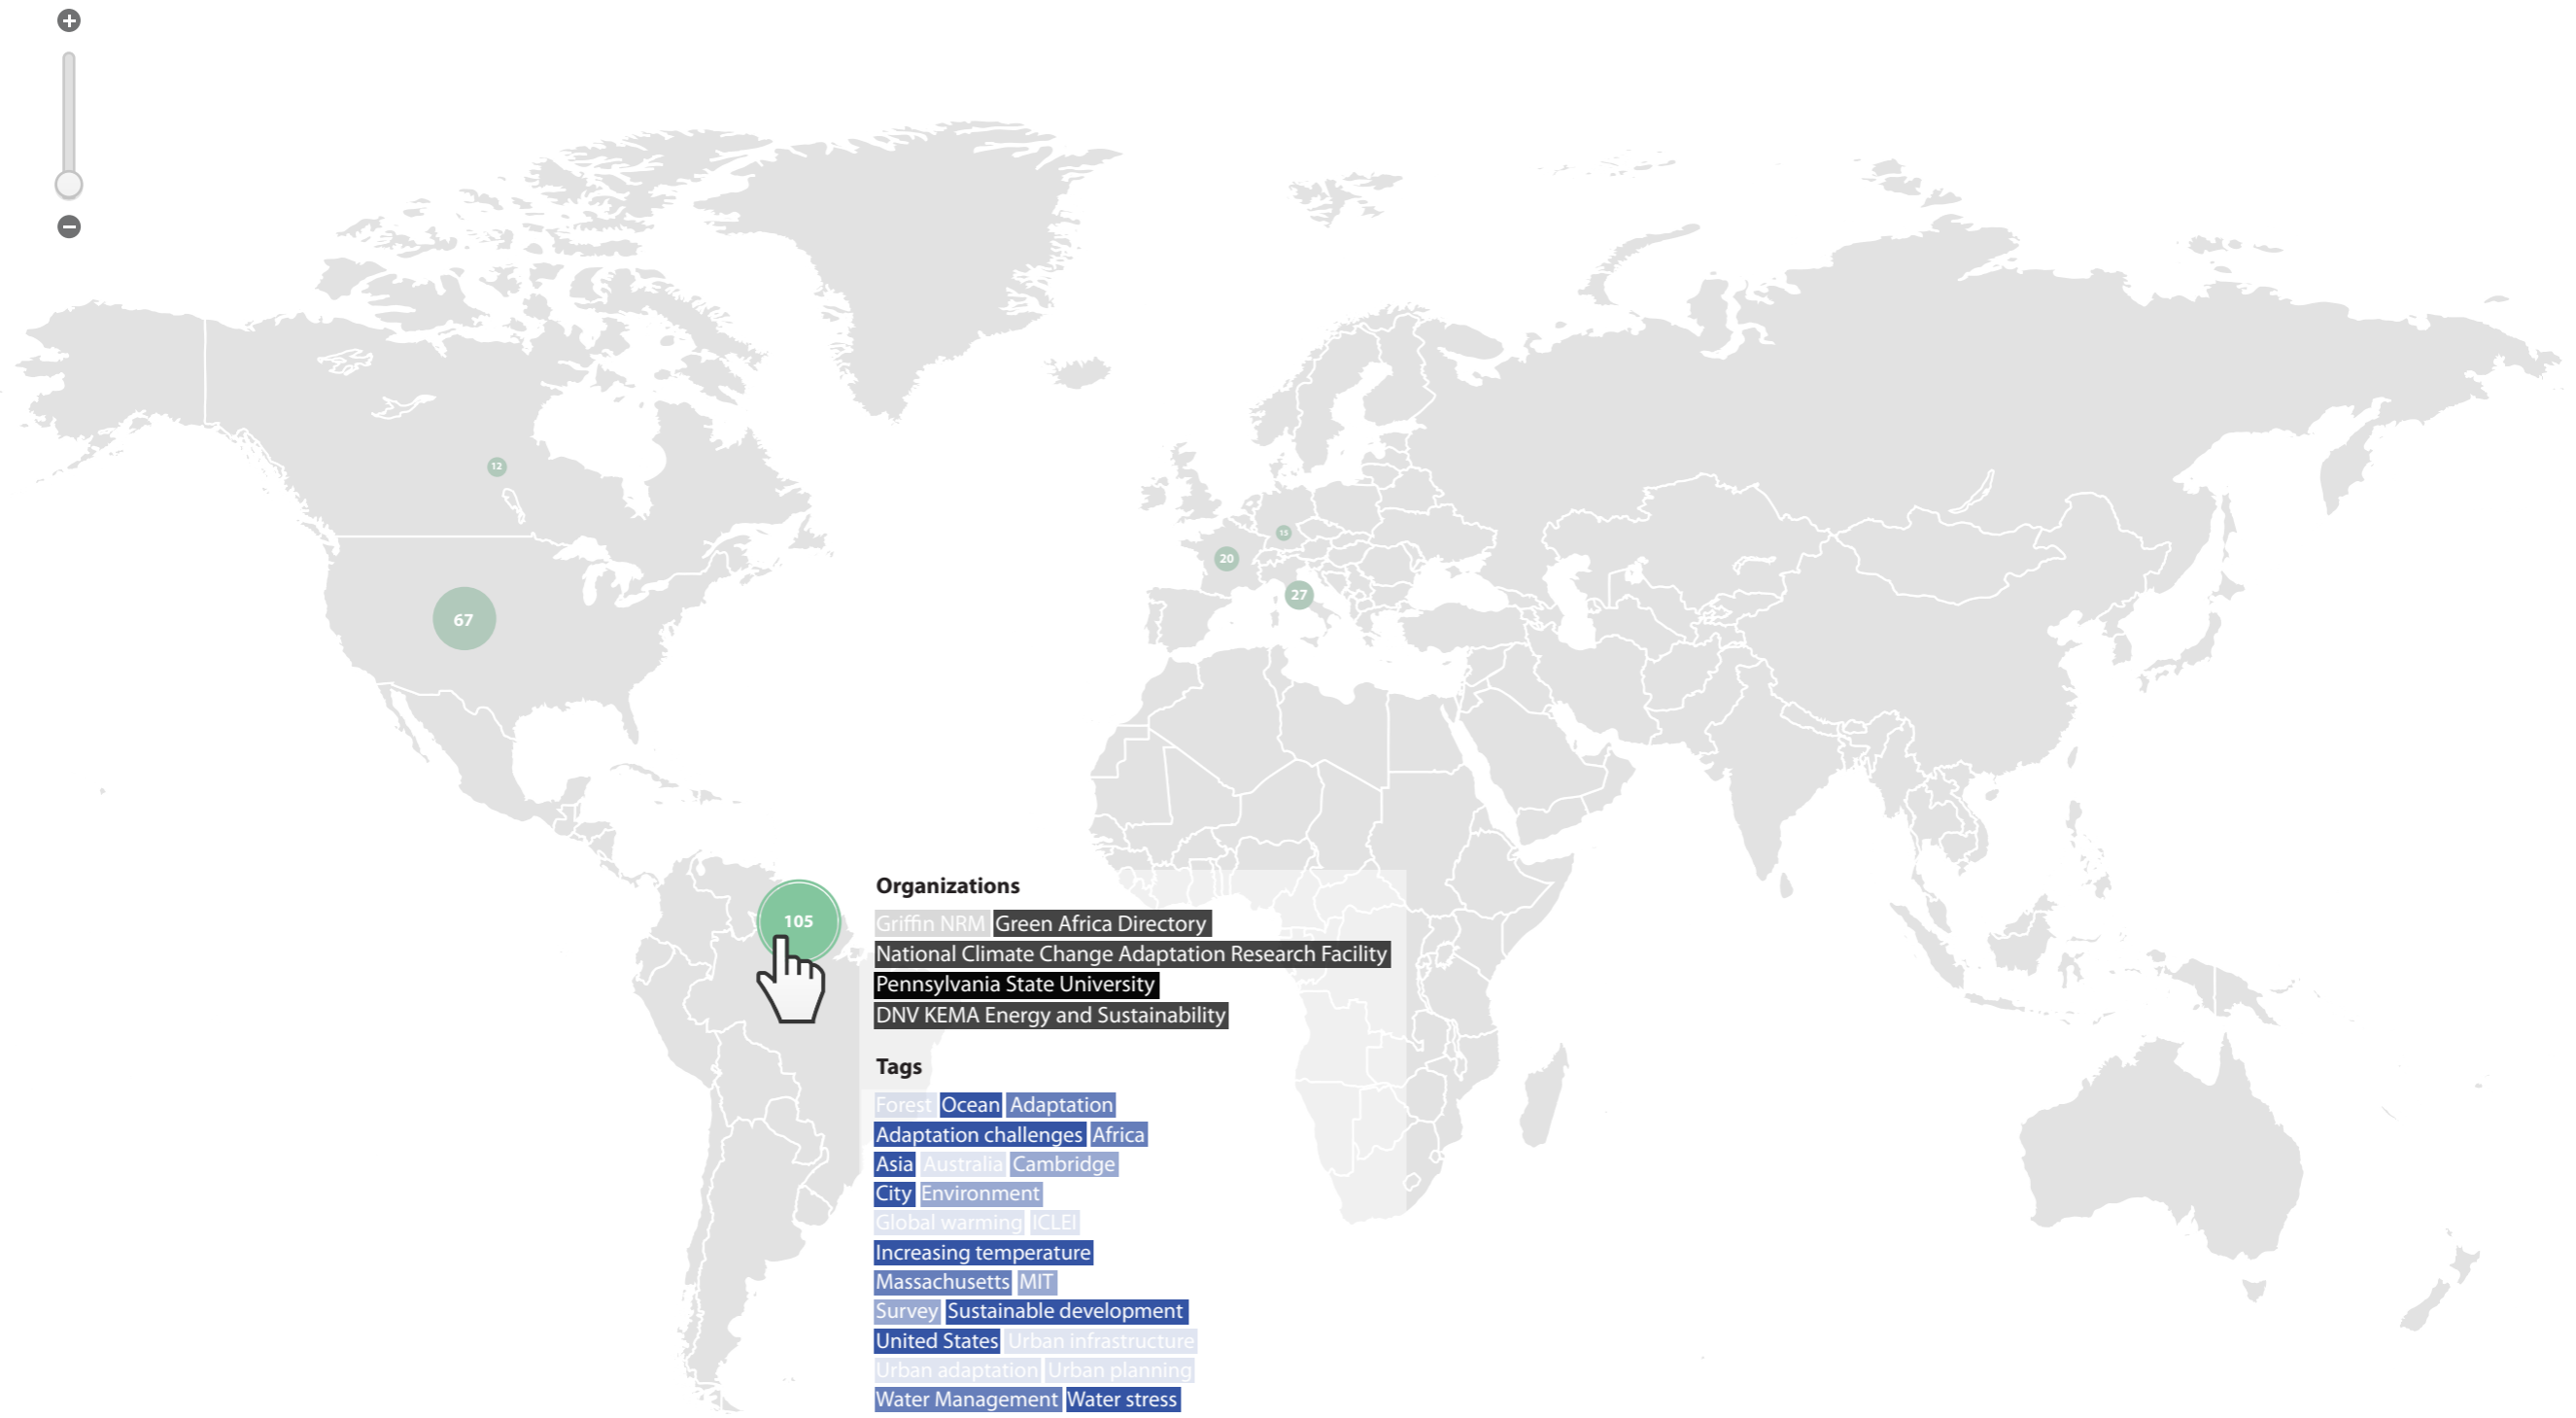 12
15
20
27
67
105
Organizations
Griffin NRM Green Africa Directory
National Climate Change Adaptation Research Facility
Pennsylvania State University
DNV KEMA Energy and Sustainability
Tags
Forest Ocean Adaptation
Adaptation challenges Africa
Asia Australia Cambridge
City Environment
Global warming ICLEI
Increasing temperature
Massachusetts MIT
Survey Sustainable development
United States Urban infrastructure
Urban adaptation Urban planning
Water Management Water stress